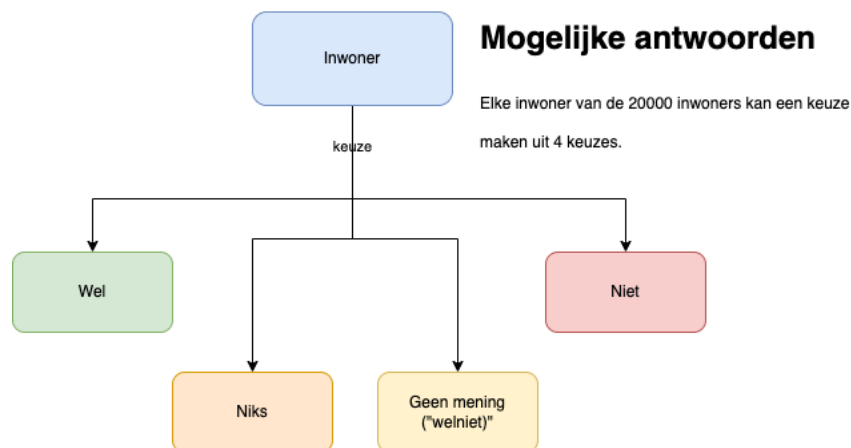 Inwoner
Mogelijke antwoorden
Elke inwoner van de 20000 inwoners kan een keuze
maken uit 4 keuzes.
keuze
Wel
Niet
Niks
Geen mening
("welniet)"